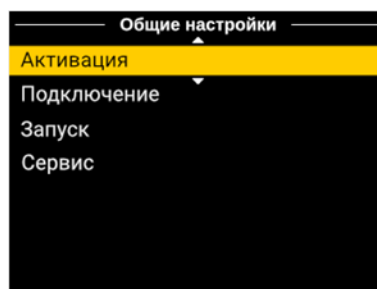 Общие настройки
Активация
Подключение
Запуск
Сервис